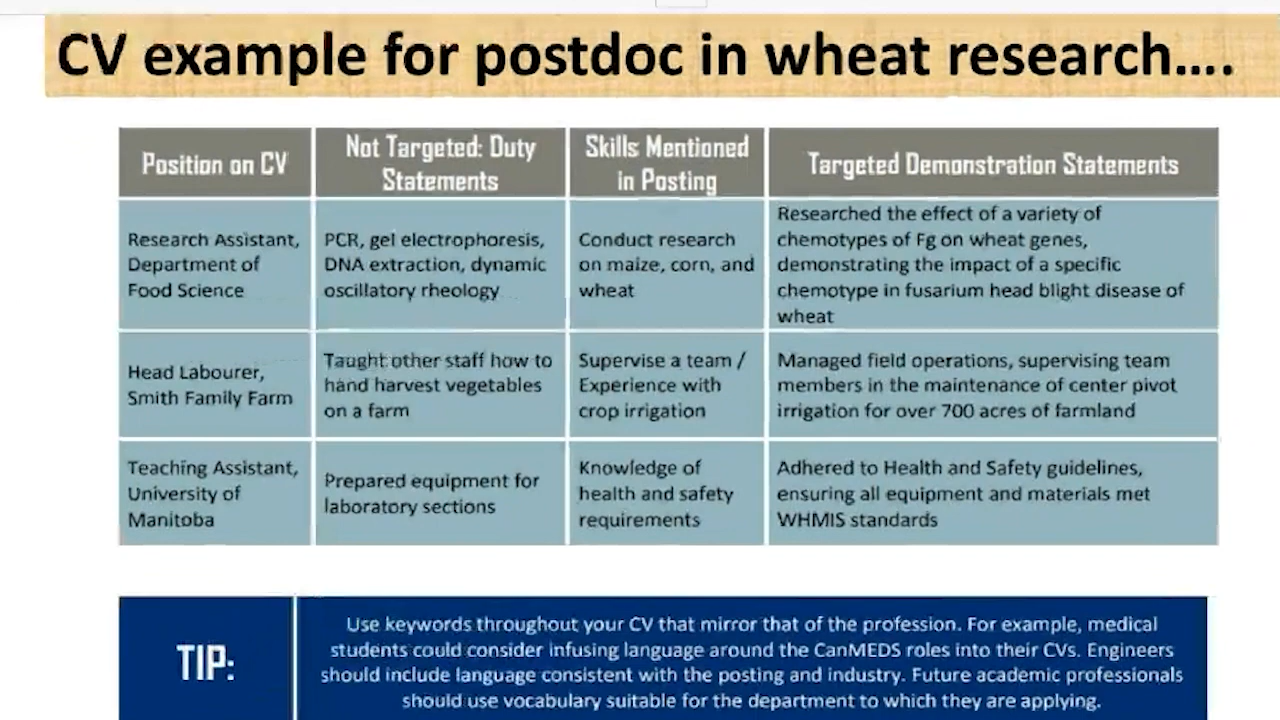 CV example for postdoc in wheat research....
Position on CV
Not Targeted: Duty
Statements
Skills Mentioned
in Posting
Targeted Demonstration Statements
Research Assistant,
Department of
Food Science
PCR, gel electrophoresis,
DNA extraction, dynamic
oscillatory rheology
Conduct research
on maize, corn, and
wheat
Researched the effect of a variety of
chemotypes of Fg on wheat genes,
demonstrating the impact of a specific
chemotype in fusarium head blight disease of
wheat
Head Labourer,
Smith Family Farm
Taught other staff how to
hand harvest vegetables
on a farm
Supervise a team /
Experience with
crop irrigation
Managed field operations, supervising team
members in the maintenance of center pivot
irrigation for over 700 acres of farmland
Teaching Assistant,
University of
Manitoba
Prepared equipment for
laboratory sections
Knowledge of
health and safety
requirements
Adhered to Health and Safety guidelines,
ensuring all equipment and materials met
WHMIS standards
TIP:
Use keywords throughout your CV that mirror that of the profession. For example, medical
students could consider infusing language around the CanMEDS roles into their CVs. Engineers
should include language consistent with the posting and industry. Future academic professionals
should use vocabulary suitable for the department to which they are applying.